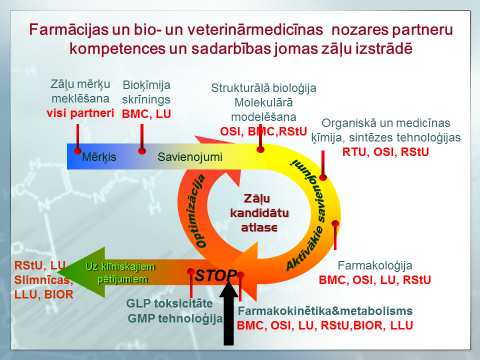 Farmācijas un bio- un veterinārmedicīnas nozares partneru
kompetences un sadarbības jomas zāļu izstrādē
Zāļu mērķu
meklēšana
visi partneri
Bioķīmija
skrīnings
BMC, LU
Strukturālā bioloģija
Molekulārā
modelēšana
OSI, BMC,RStU
Organiskā un medicīnas
ķīmija, sintēzes tehnoloģijas
RTU, OSI, RStU
Mērķis
Savienojumi
Optimizācija
Zāļu
kandidātu
atlase
Aktīvākie savienojumi
Farmakoloģija
BMC, OSI, LU, RStU
RStU, LU
Slimnīcas,
LLU, BIOR
Uz klīniskajiem
pētījumiem
STOP
GLP toksicitāte
GMP tehnoloģija
Farmakokinētika&metabolisms
BMC, OSI, LU, RStU,BIOR, LLU